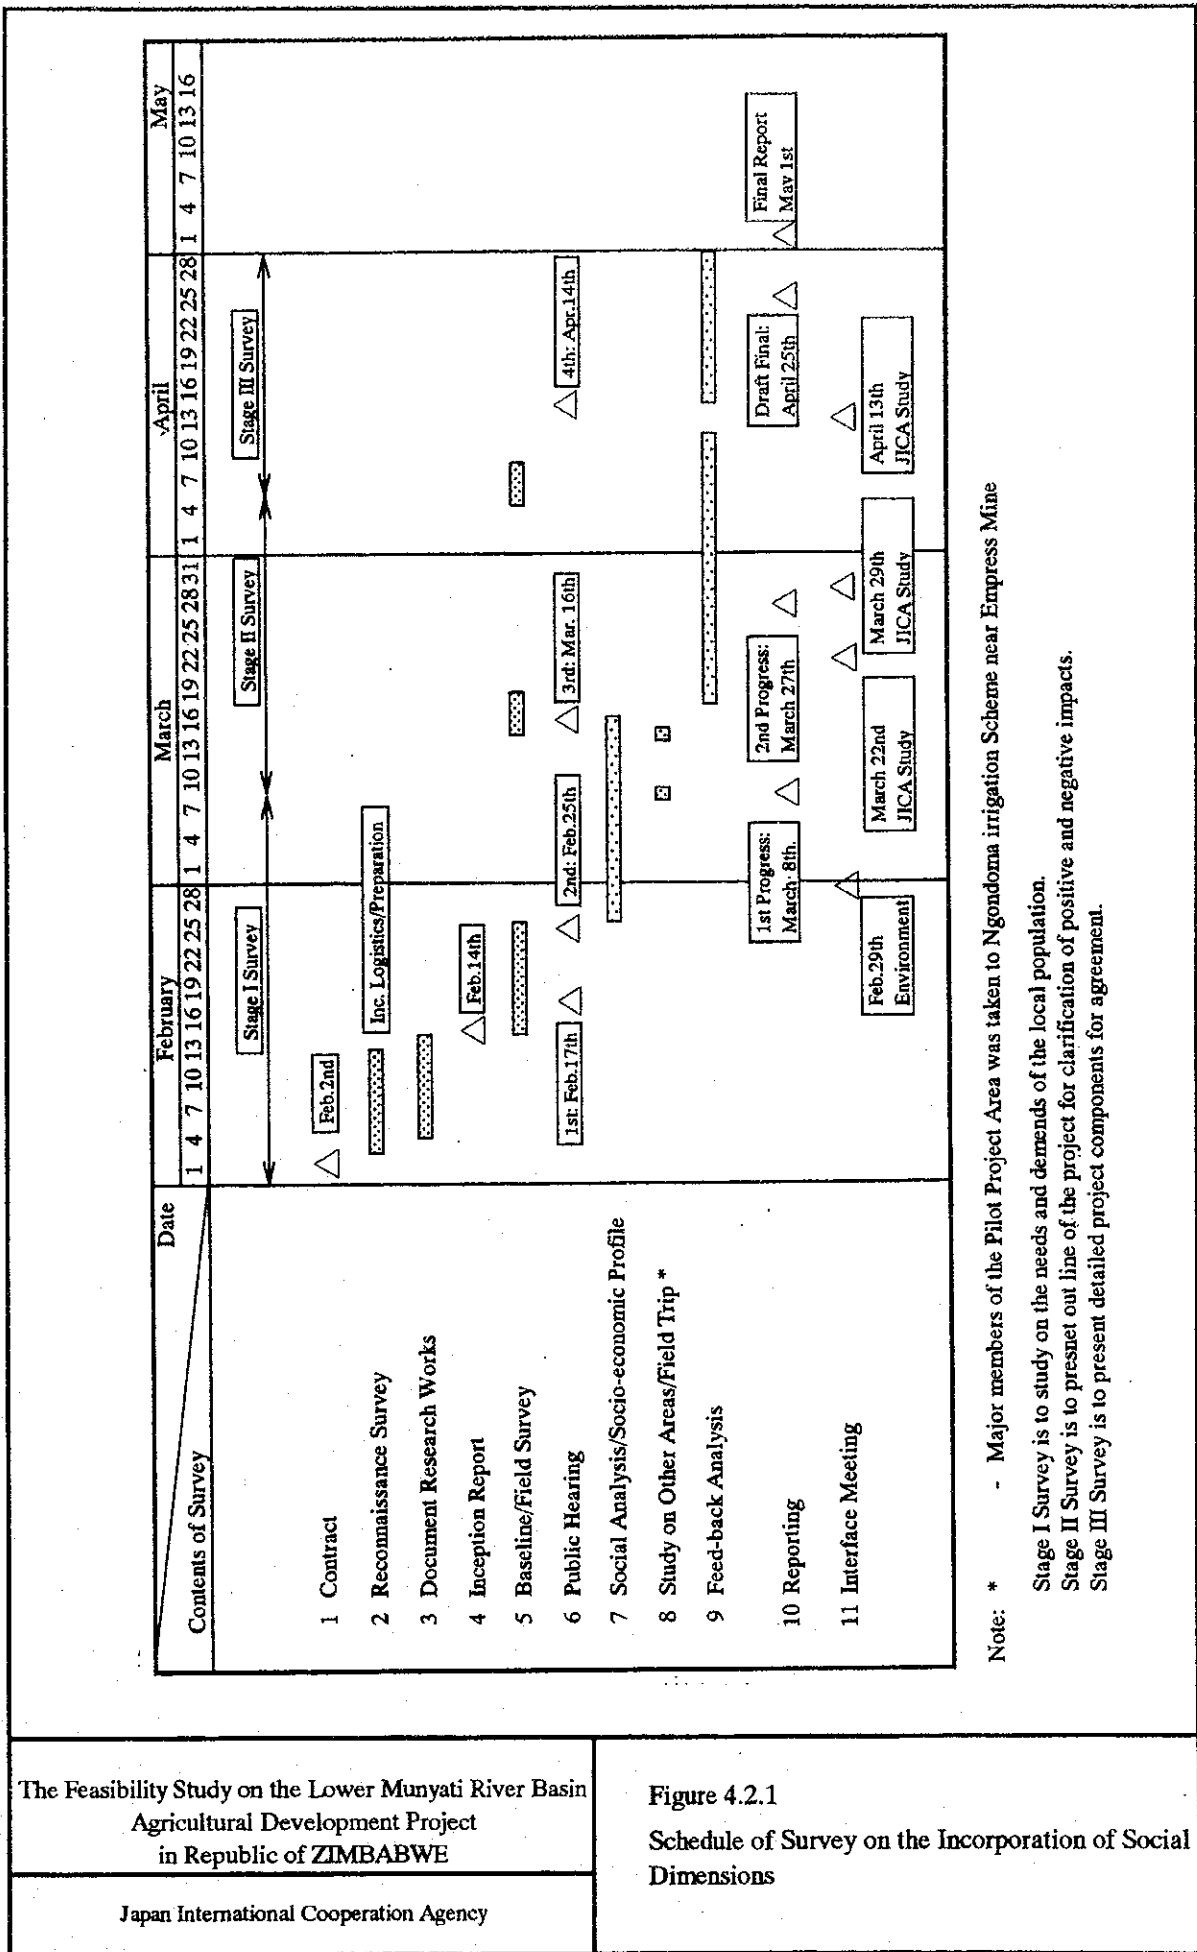 Date
Contents of Survey
February
March
April
May
1 4 7 10 13 16 19 22 25 28
1 4 7 10 13 16 19 22 25 28 31
1 4 7 10 13 16 19 22 25 28
1 4 7 10 13 16
Stage I Survey
Stage II Survey
Stage III Survey
1 Contract
Feb.2nd
2 Reconnaissance Survey
Inc. Logistics/Preparation
3 Document Research Works
4 Inception Report
Feb.14th
5 Baseline/Field Survey
6 Public Hearing
1st: Feb.17th
2nd: Feb.25th
3rd: Mar. 16th
4th: Apr.14th
7 Social Analysis/Socio-economic Profile
8 Study on Other Areas/Field Trip *
9 Feed-back Analysis
10 Reporting
1st Progress:
March 8th.
2nd Progress:
March 27th
Draft Final:
April 25th
Final Report
May 1st
11 Interface Meeting
Feb.29th
Environment
March 22nd
JICA Study
March 29th
JICA Study
April 13th
JICA Study
Note: * - Major members of the Pilot Project Area was taken to Ngondoma irrigation Scheme near Empress Mine
Stage I Survey is to study on the needs and demends of the local population.
Stage II Survey is to presnet out line of the project for clarification of positive and negative impacts.
Stage III Survey is to present detailed project components for agreement.
The Feasibility Study on the Lower Munyati River Basin
Agricultural Development Project
in Republic of ZIMBABWE
Japan International Cooperation Agency
Figure 4.2.1
Schedule of Survey on the Incorporation of Social
Dimensions